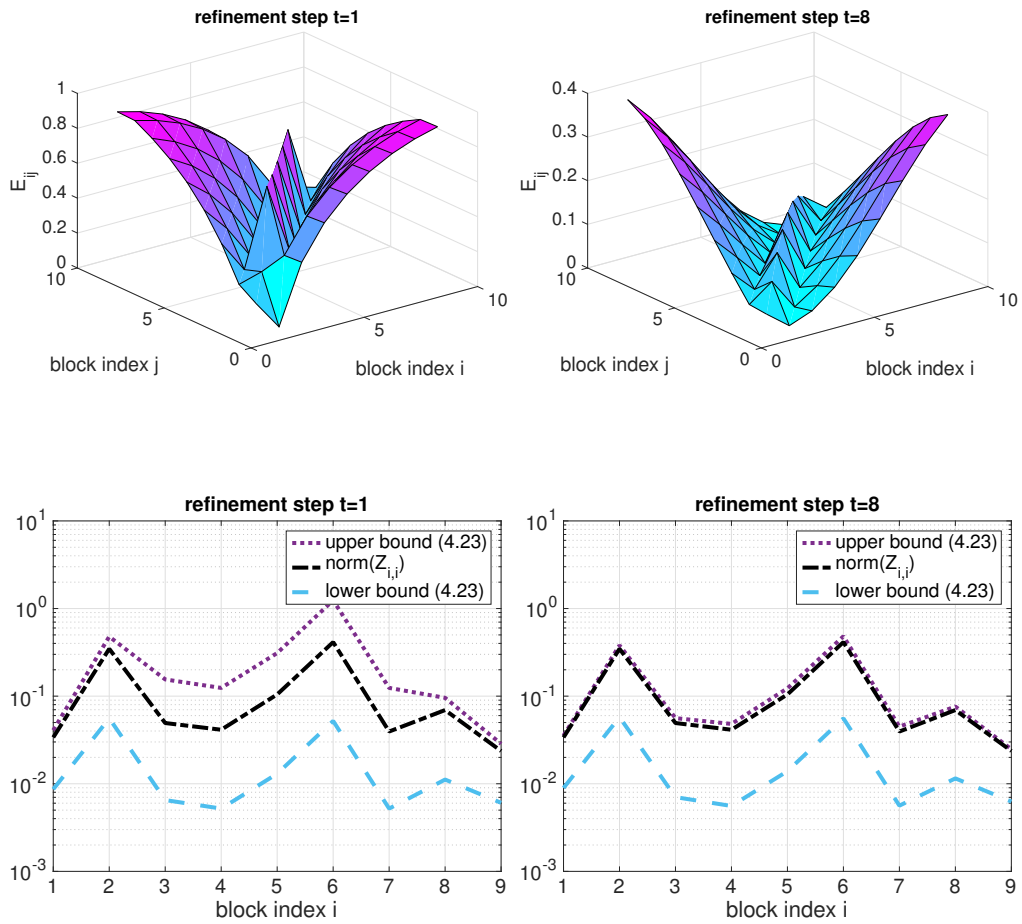 refinement step t=1
1
0.8
0.6
0.4
0.2
0
E_ij
10
5
0
block index j
0
5
10
block index i
refinement step t=8
0.4
0.3
0.2
0.1
0
E_ij
10
5
0
block index j
0
5
10
block index i
refinement step t=1
10^1
10^0
10^-1
10^-2
10^-3
upper bound (4.23)
norm(Z_i,i)
lower bound (4.23)
1 2 3 4 5 6 7 8 9
block index i
refinement step t=8
10^1
10^0
10^-1
10^-2
10^-3
upper bound (4.23)
norm(Z_i,i)
lower bound (4.23)
1 2 3 4 5 6 7 8 9
block index i